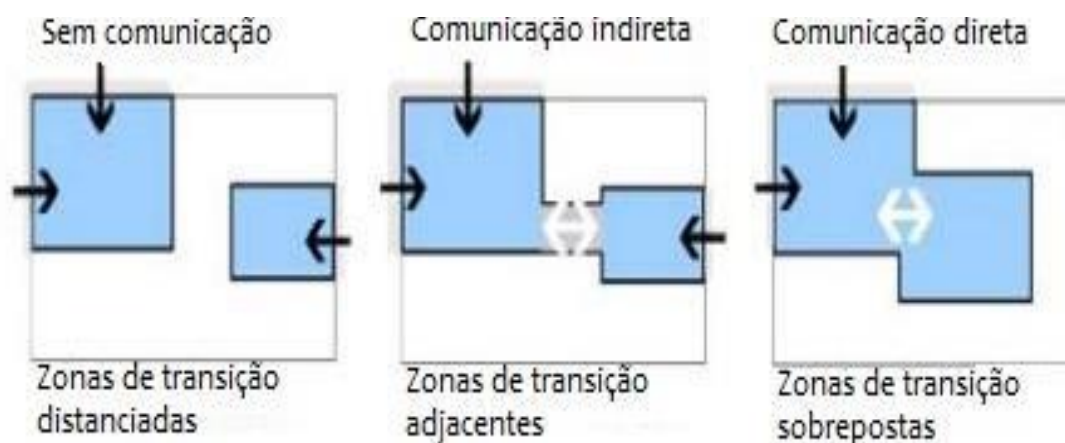 Sem comunicação
Comunicação indireta
Comunicação direta
Zonas de transição
distanciadas
Zonas de transição
adjacentes
Zonas de transição
sobrepostas